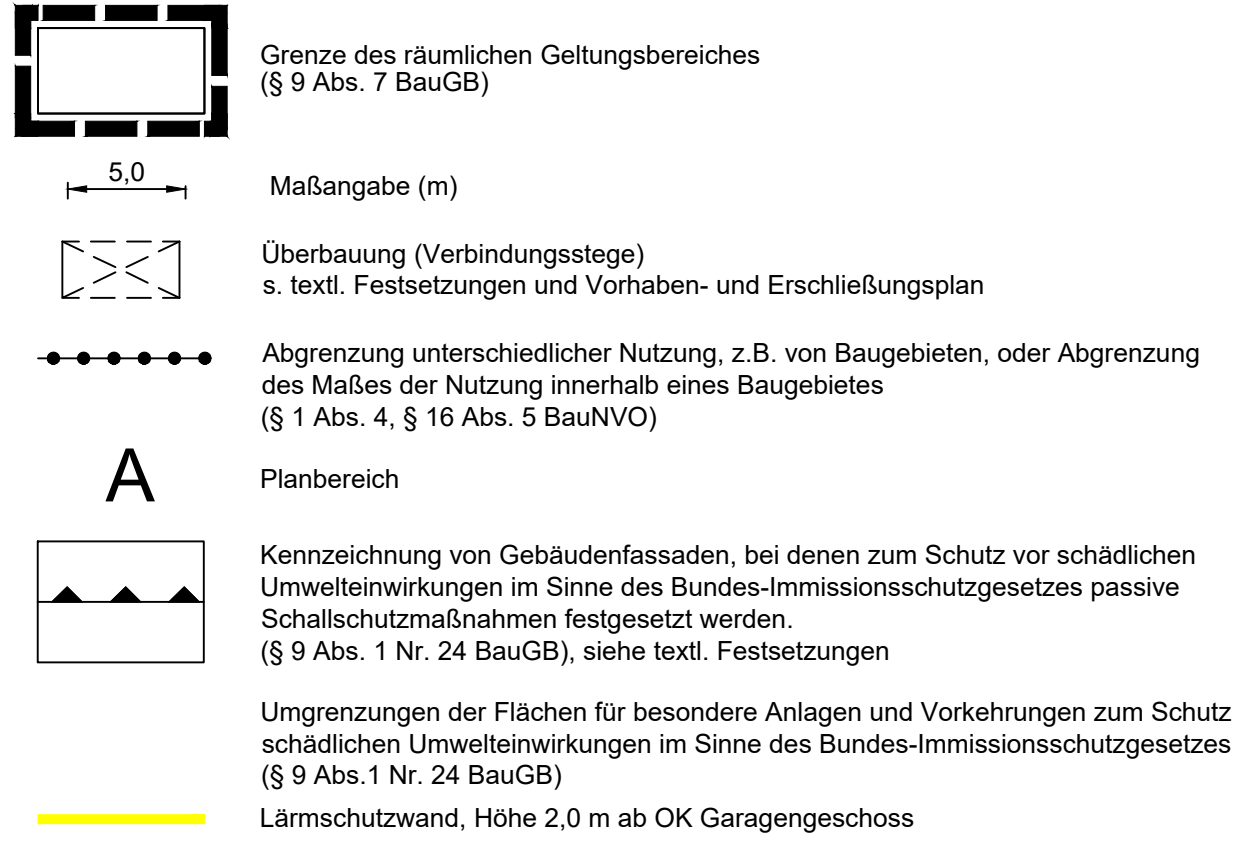 Grenze des räumlichen Geltungsbereiches
(§ 9 Abs. 7 BauGB)
5,0
Maßangabe (m)
Überbauung (Verbindungsstege)
s. textl. Festsetzungen und Vorhaben- und Erschließungsplan
Abgrenzung unterschiedlicher Nutzung, z.B. von Baugebieten, oder Abgrenzung
des Maßes der Nutzung innerhalb eines Baugebietes
(§ 1 Abs. 4, § 16 Abs. 5 BauNVO)
A
Planbereich
Kennzeichnung von Gebäudenfassaden, bei denen zum Schutz vor schädlichen
Umwelteinwirkungen im Sinne des Bundes-Immissionsschutzgesetzes passive
Schallschutzmaßnahmen festgesetzt werden.
(§ 9 Abs. 1 Nr. 24 BauGB), siehe textl. Festsetzungen
Umgrenzungen der Flächen für besondere Anlagen und Vorkehrungen zum Schutz
schädlichen Umwelteinwirkungen im Sinne des Bundes-Immissionsschutzgesetzes
(§ 9 Abs.1 Nr. 24 BauGB)
Lärmschutzwand, Höhe 2,0 m ab OK Garagengeschoss